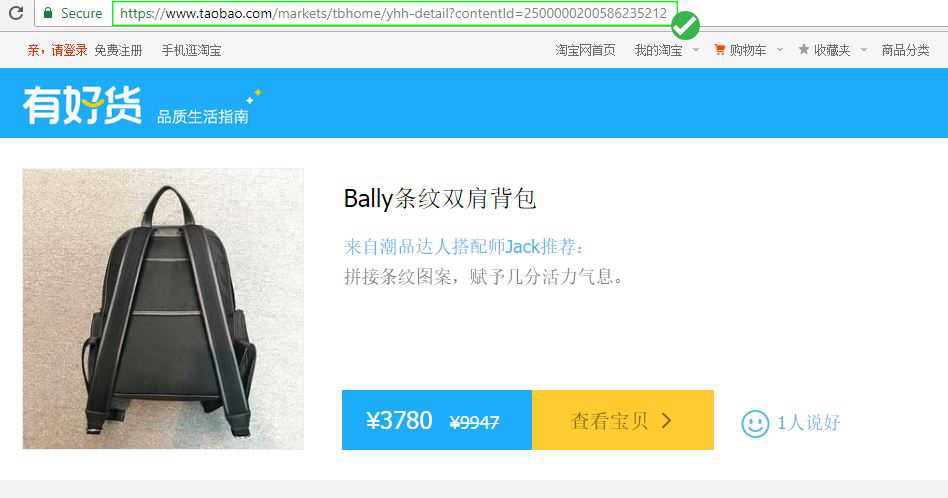 Secure https://www.taobao.com/markets/tbhome/yhh-detail?contentId=2500000200586235212
亲，请登录 免费注册 手机逛淘宝 淘宝网首页 我的淘宝 购物车 收藏夹 商品分类
有好货 品质生活指南
Bally条纹双肩背包
来自潮品达人搭配师Jack推荐：
拼接条纹图案，赋予几分活力气息。
¥3780 ¥9947 查看宝贝 1人说好